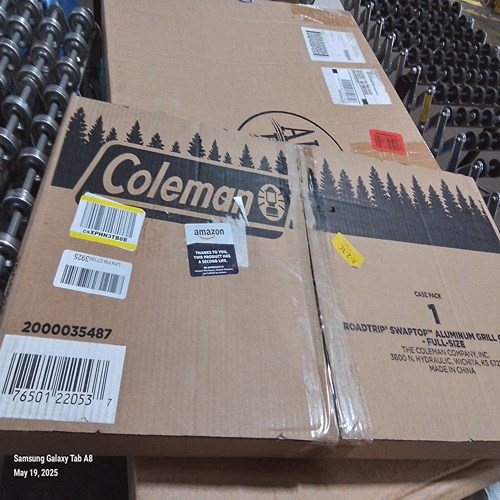 Coleman
csXPHN3TB0B
amazon
THANKS TO YOU,
THIS PRODUCT HAS
A SECOND LIFE.
2000035487
76501 22053 7
CASE PACK
1
ROADTRIP® SWAPTOP™ ALUMINUM GRILL
- FULL-SIZE
THE COLEMAN COMPANY, INC.
3600 N. HYDRAULIC, WICHITA, KS
MADE IN CHINA
Samsung Galaxy Tab A8
May 19, 2025